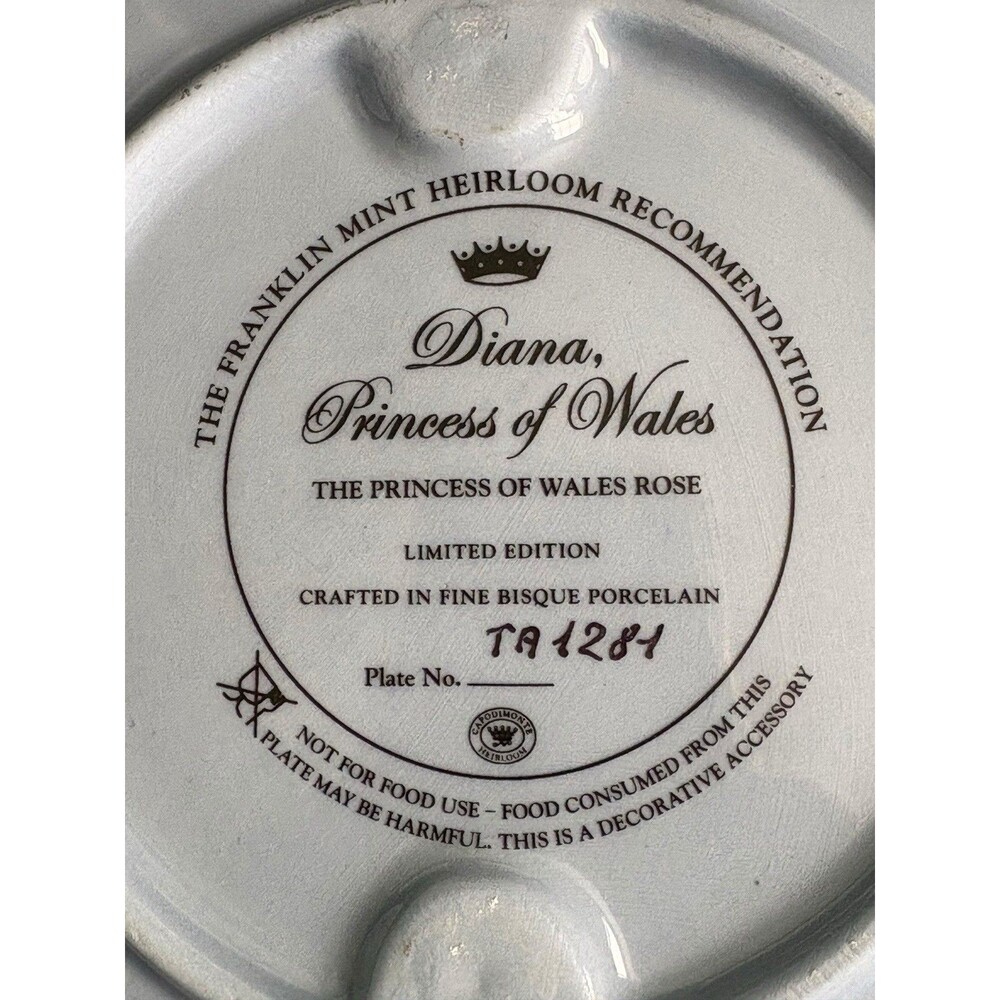 THE FRANKLIN MINT HEIRLOOM RECOMMENDATION
Diana,
Princess of Wales
THE PRINCESS OF WALES ROSE
LIMITED EDITION
CRAFTED IN FINE BISQUE PORCELAIN
TA1281
Plate No.
CAPODIMONTE
HEIRLOOM
NOT FOR FOOD USE – FOOD CONSUMED FROM THIS
PLATE MAY BE HARMFUL. THIS IS A DECORATIVE ACCESSORY